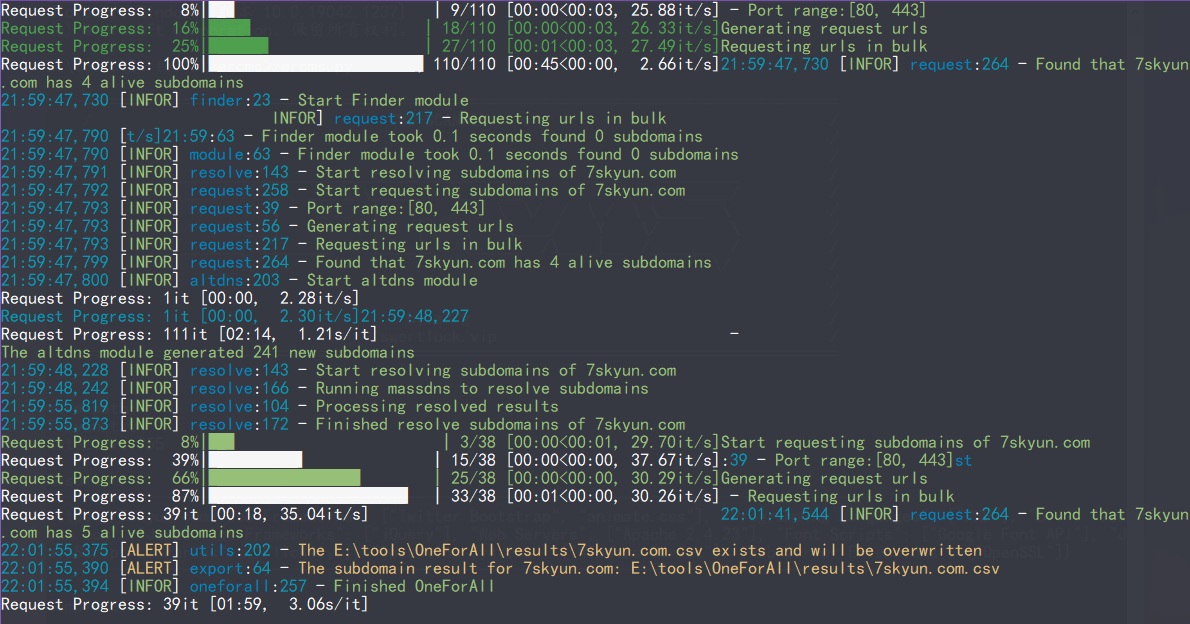 Request Progress:   8%| | 9/110 [00:00<00:03, 25.88it/s] - Port range:[80, 443]
Request Progress:  16%| | 18/110 [00:00<00:03, 26.33it/s]Generating request urls
Request Progress:  25%| | 27/110 [00:01<00:03, 27.49it/s]Requesting urls in bulk
Request Progress: 100%| 110/110 [00:45<00:00,  2.66it/s]21:59:47,730 [INFOR] request:264 - Found that 7skyun
.com has 4 alive subdomains
21:59:47,730 [INFOR] finder:23 - Start Finder module
INFOR] request:217 - Requesting urls in bulk
21:59:47,790 [t/s]21:59:63 - Finder module took 0.1 seconds found 0 subdomains
21:59:47,790 [INFOR] module:63 - Finder module took 0.1 seconds found 0 subdomains
21:59:47,791 [INFOR] resolve:143 - Start resolving subdomains of 7skyun.com
21:59:47,792 [INFOR] request:258 - Start requesting subdomains of 7skyun.com
21:59:47,793 [INFOR] request:39 - Port range:[80, 443]
21:59:47,793 [INFOR] request:56 - Generating request urls
21:59:47,793 [INFOR] request:217 - Requesting urls in bulk
21:59:47,799 [INFOR] request:264 - Found that 7skyun.com has 4 alive subdomains
21:59:47,800 [INFOR] altdns:203 - Start altdns module
Request Progress: 1it [00:00,  2.28it/s]
Request Progress: 1it [00:00,  2.30it/s]21:59:48,227
Request Progress: 111it [02:14,  1.21s/it] -
The altdns module generated 241 new subdomains
21:59:48,228 [INFOR] resolve:143 - Start resolving subdomains of 7skyun.com
21:59:48,242 [INFOR] resolve:166 - Running massdns to resolve subdomains
21:59:55,819 [INFOR] resolve:104 - Processing resolved results
21:59:55,873 [INFOR] resolve:172 - Finished resolve subdomains of 7skyun.com
Request Progress:   8%| | 3/38 [00:00<00:01, 29.70it/s]Start requesting subdomains of 7skyun.com
Request Progress:  39%| | 15/38 [00:00<00:00, 37.67it/s]:39 - Port range:[80, 443]st
Request Progress:  66%| | 25/38 [00:00<00:00, 30.29it/s]Generating request urls
Request Progress:  87%| | 33/38 [00:01<00:00, 30.26it/s] - Requesting urls in bulk
Request Progress: 39it [00:18, 35.04it/s] 22:01:41,544 [INFOR] request:264 - Found that 7skyun
.com has 5 alive subdomains
22:01:55,375 [ALERT] utils:202 - The E:\tools\OneForAll\results\7skyun.com.csv exists and will be overwritten
22:01:55,390 [ALERT] export:64 - The subdomain result for 7skyun.com: E:\tools\OneForAll\results\7skyun.com.csv
22:01:55,394 [INFOR] oneforall:257 - Finished OneForAll
Request Progress: 39it [01:59,  3.06s/it]